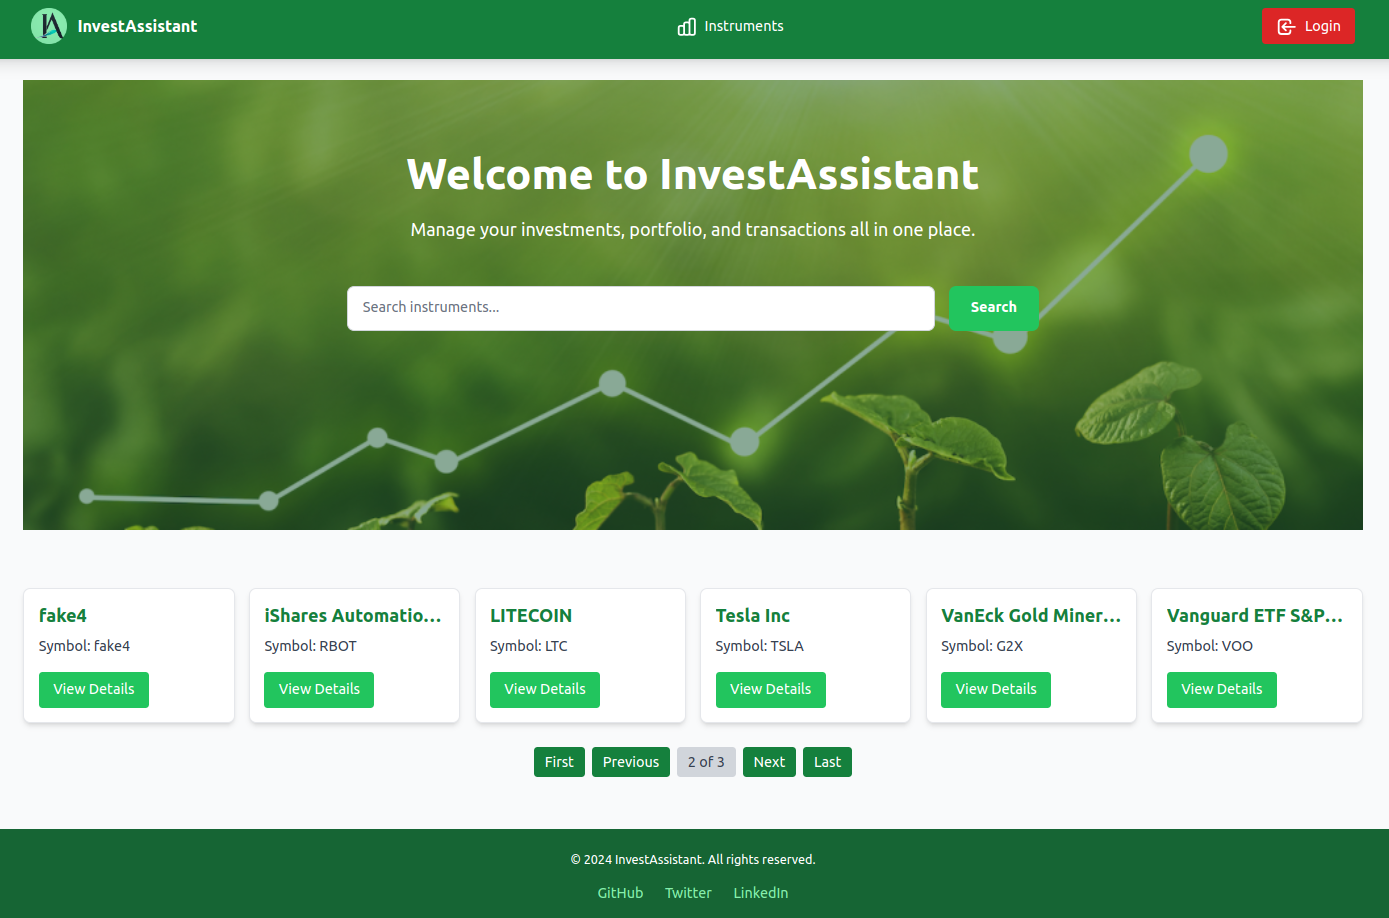 InvestAssistant
Instruments
Login
Welcome to InvestAssistant
Manage your investments, portfolio, and transactions all in one place.
Search instruments...
Search
fake4
Symbol: fake4
View Details
iShares Automatio...
Symbol: RBOT
View Details
LITECOIN
Symbol: LTC
View Details
Tesla Inc
Symbol: TSLA
View Details
VanEck Gold Miner...
Symbol: G2X
View Details
Vanguard ETF S&P...
Symbol: VOO
View Details
First
Previous
2 of 3
Next
Last
© 2024 InvestAssistant. All rights reserved.
GitHub
Twitter
LinkedIn